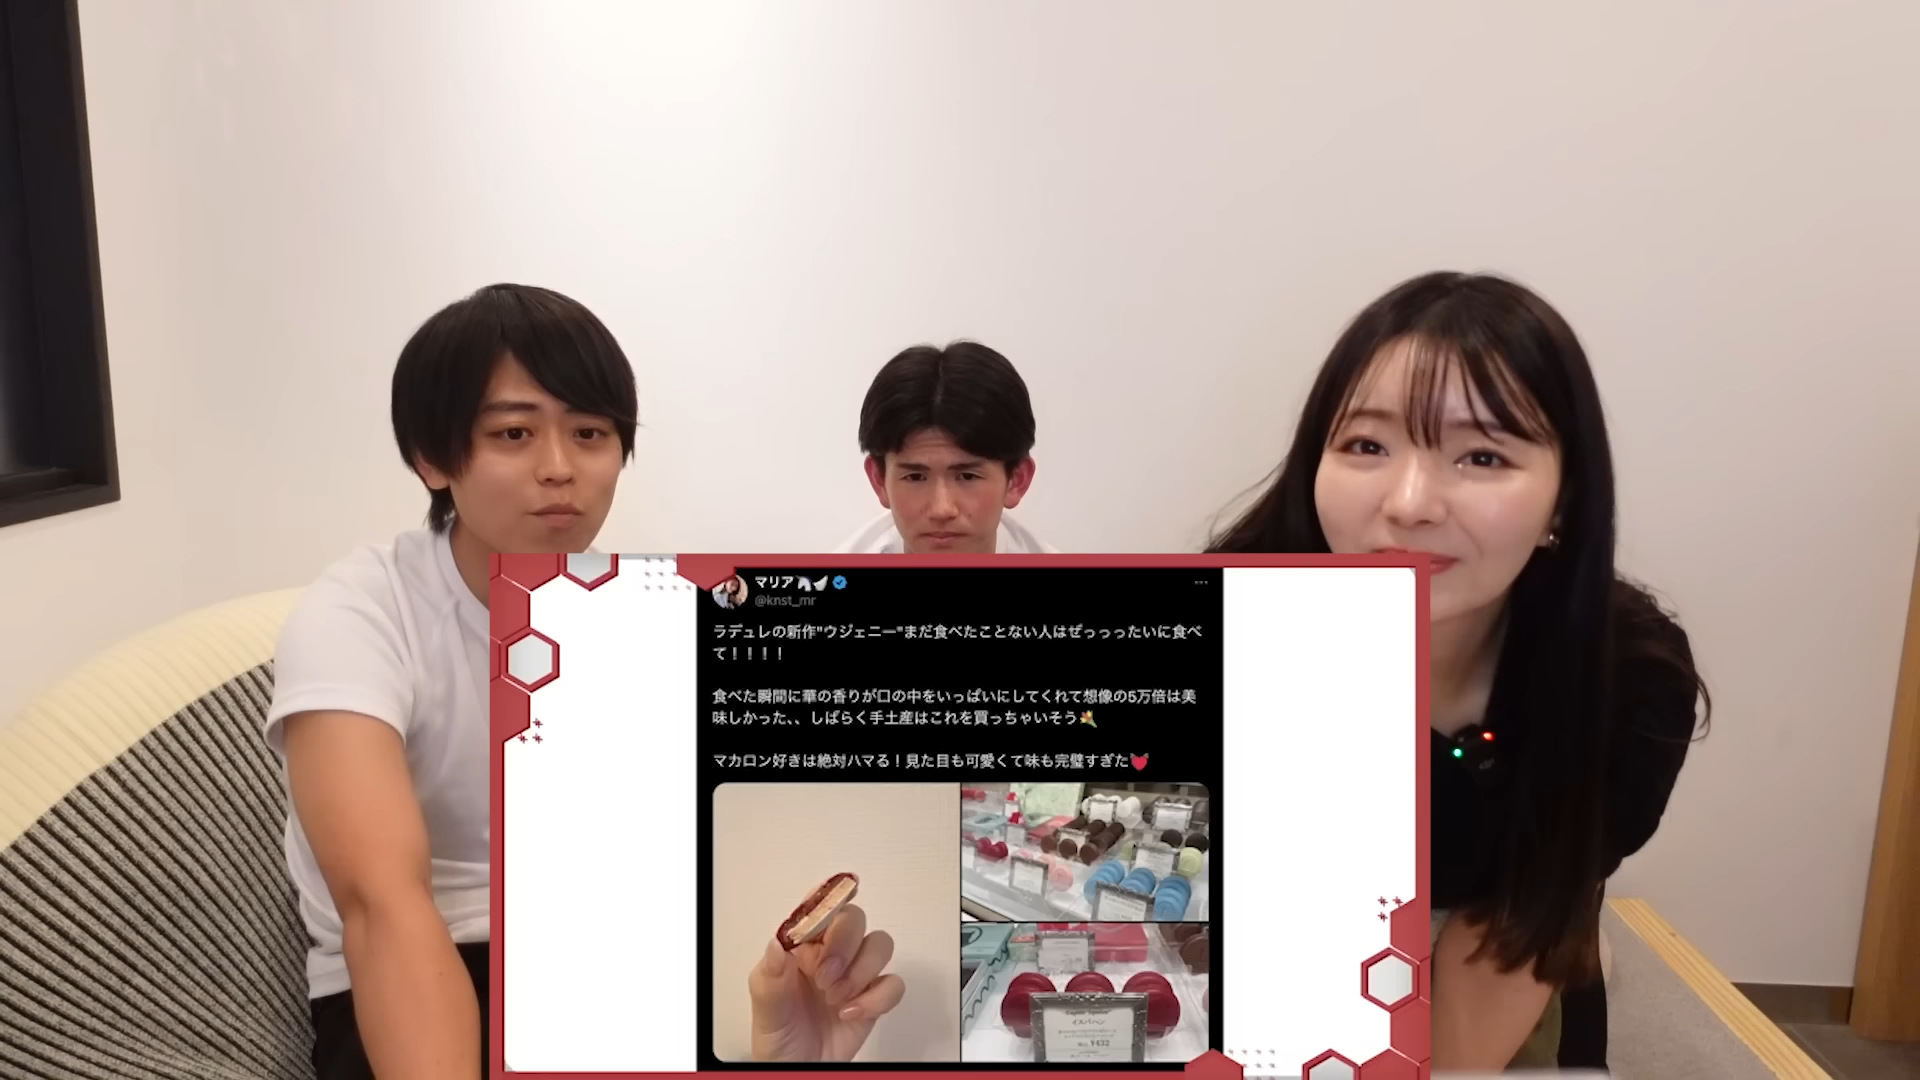 マリア
@knst_mr
ラデュレの新作"ウジェニー"まだ食べたことない人はぜっっったいに食べ
て！！！！
食べた瞬間に華の香りが口の中をいっぱいにしてくれて想像の5万倍は美
味しかった、、しばらく手土産はこれを買っちゃいそう
マカロン好きは絶対ハマる！見た目も可愛くて味も完璧すぎた
イスパハン
¥432